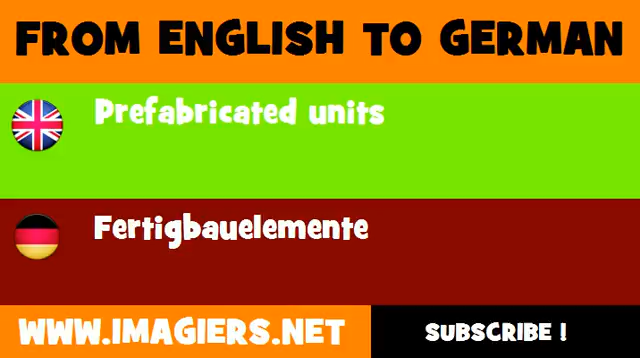 FROM ENGLISH TO GERMAN
Prefabricated units
Fertigbauelemente
WWW.IMAGIERS.NET
SUBSCRIBE !